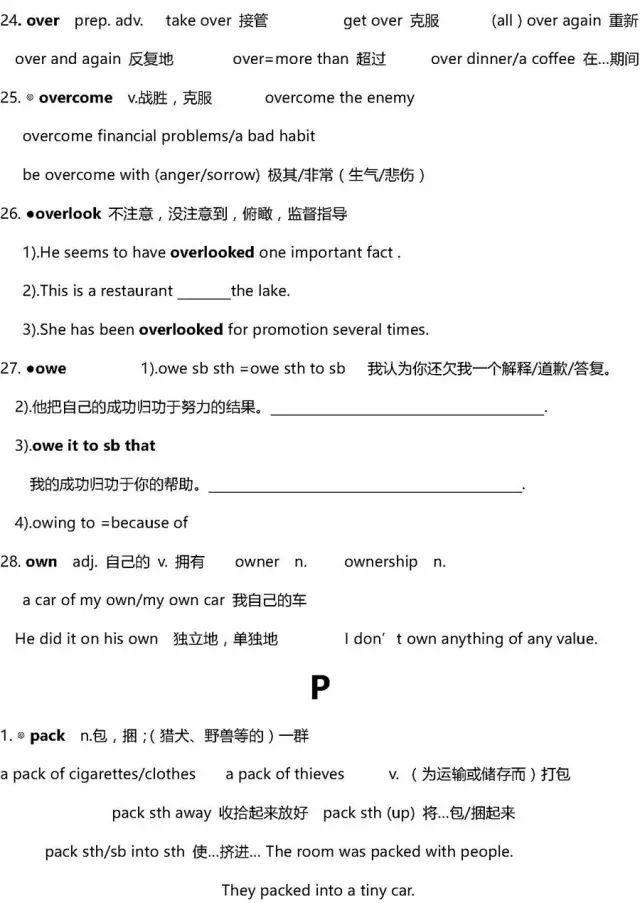 24. over prep. adv. take over 接管 get over 克服 (all ) over again 重新
over and again 反复地 over=more than 超过 over dinner/a coffee 在…期间
25. ⊙ overcome v.战胜，克服 overcome the enemy
overcome financial problems/a bad habit
be overcome with (anger/sorrow) 极其/非常（生气/悲伤）
26. ●overlook 不注意，没注意到，俯瞰，监督指导
1).He seems to have overlooked one important fact .
2).This is a restaurant _______the lake.
3).She has been overlooked for promotion several times.
27. ●owe 1).owe sb sth =owe sth to sb 我认为你还欠我一个解释/道歉/答复。
2).他把自己的成功归功于努力的结果。____________________________________.
3).owe it to sb that
我的成功归功于你的帮助。_________________________________________.
4).owing to =because of
28. own adj. 自己的 v. 拥有 owner n. ownership n.
a car of my own/my own car 我自己的车
He did it on his own 独立地，单独地 I don’t own anything of any value.
P
1. ⊙ pack n.包，捆；（猎犬、野兽等的）一群
a pack of cigarettes/clothes a pack of thieves v. （为运输或储存而）打包
pack sth away 收拾起来放好 pack sth (up) 将…包/捆起来
pack sth/sb into sth 使…挤进… The room was packed with people.
They packed into a tiny car.